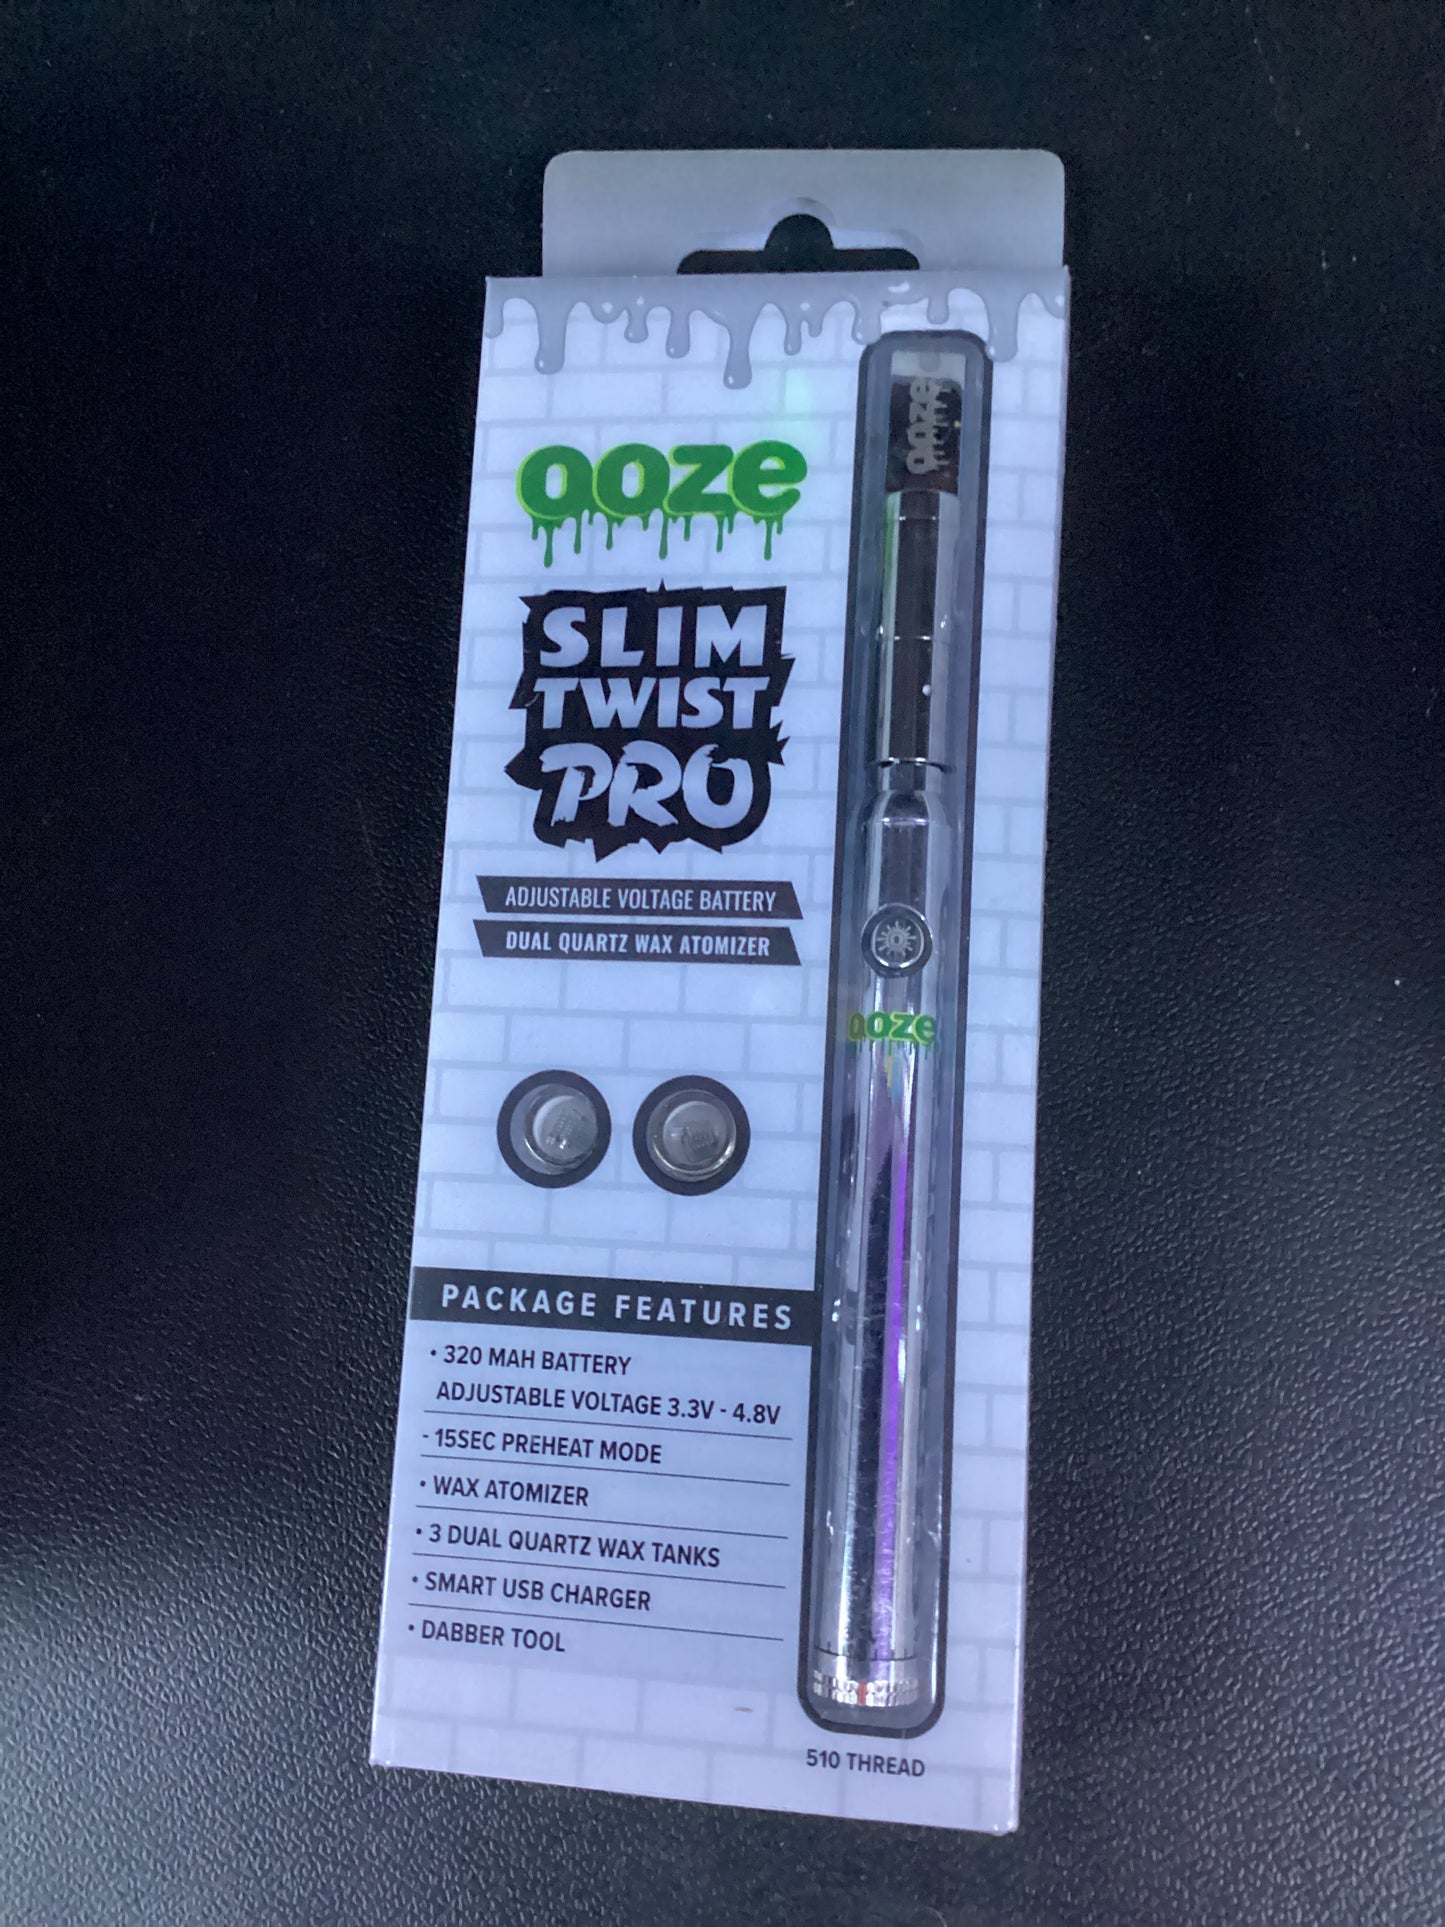 ooze
ooze
SLIM
TWIST
PRO
ADJUSTABLE VOLTAGE BATTERY
DUAL QUARTZ WAX ATOMIZER
ooze
PACKAGE FEATURES
• 320 MAH BATTERY
ADJUSTABLE VOLTAGE 3.3V - 4.8V
- 15SEC PREHEAT MODE
• WAX ATOMIZER
• 3 DUAL QUARTZ WAX TANKS
• SMART USB CHARGER
• DABBER TOOL
510 THREAD